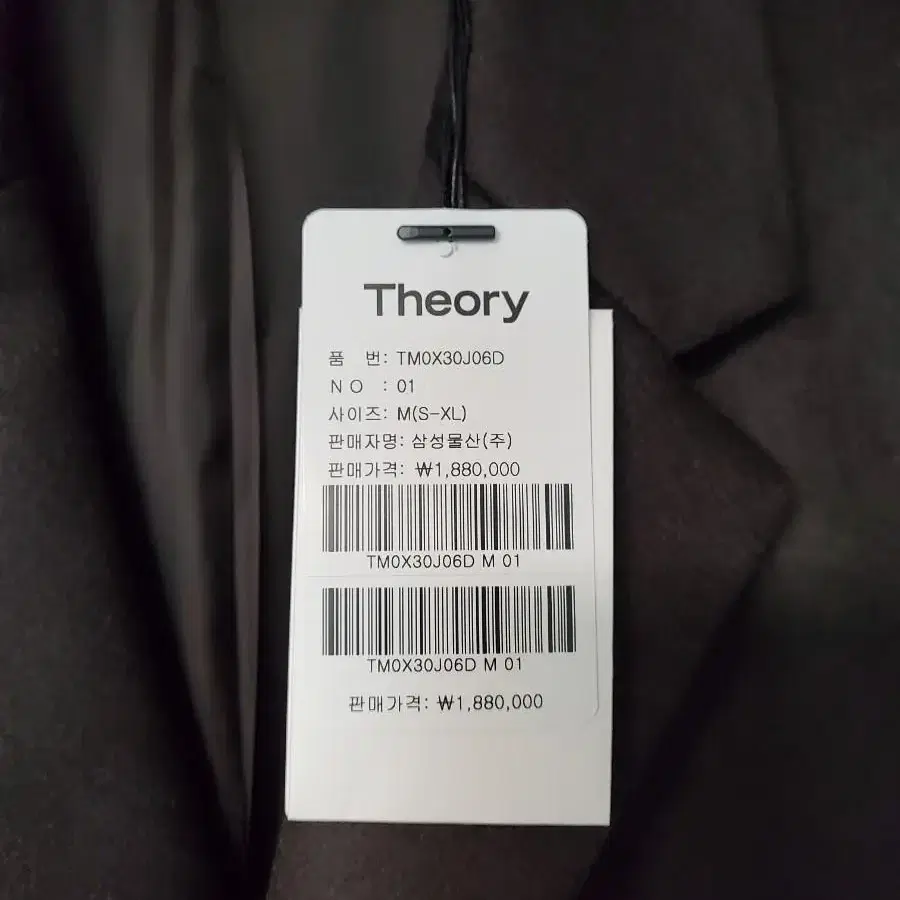 Theory
품 번: TM0X30J06D
NO : 01
사이즈: M(S-XL)
판매자명: 삼성물산(주)
판매가격: ₩1,880,000
TM0X30J06D M 01
TM0X30J06D M 01
판매가격: ₩1,880,000